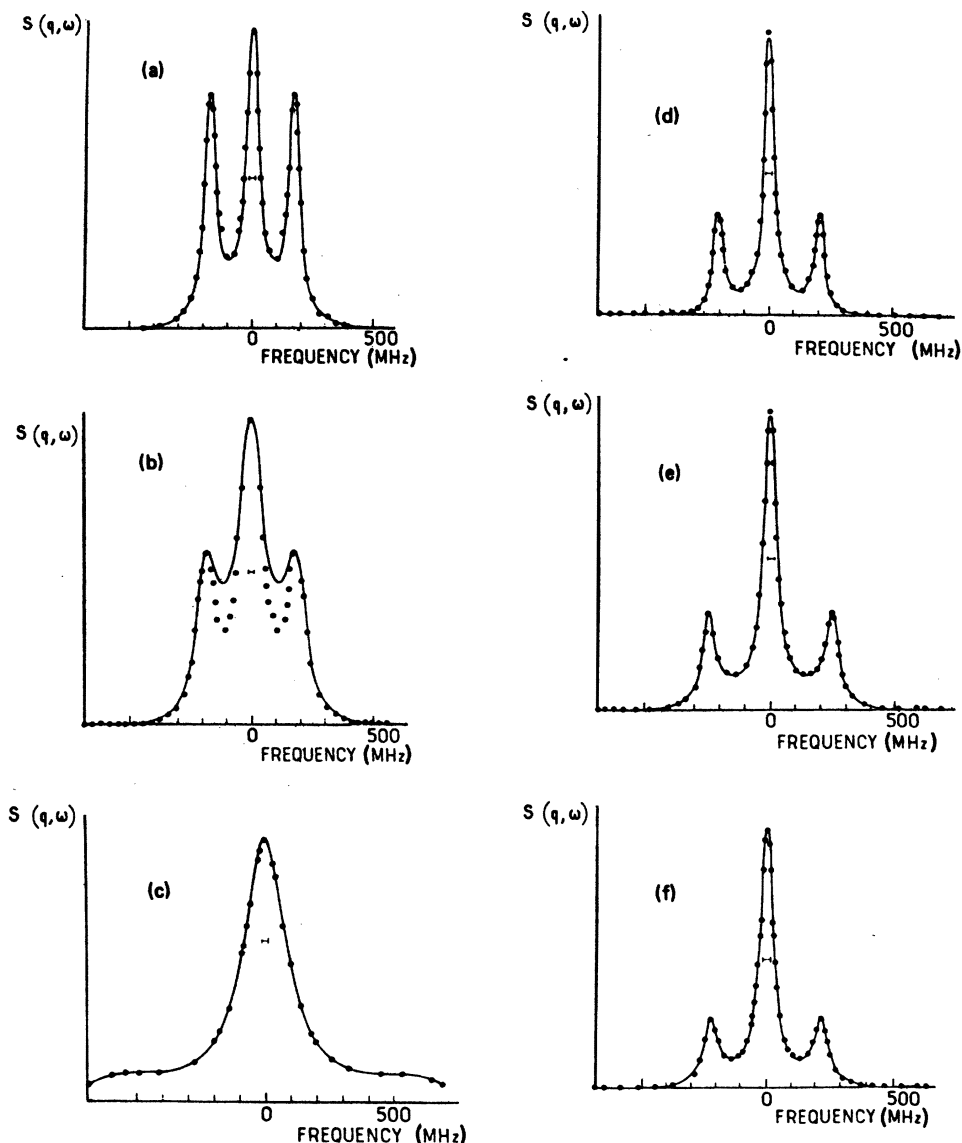 S (q,ω)
(a)
0 500
FREQUENCY (MHz)
S (q,ω)
(b)
0 500
FREQUENCY (MHz)
S (q,ω)
(c)
0 500
FREQUENCY (MHz)
S (q,ω)
(d)
0 500
FREQUENCY (MHz)
S (q,ω)
(e)
0 500
FREQUENCY (MHz)
S (q,ω)
(f)
0 500
FREQUENCY (MHz)